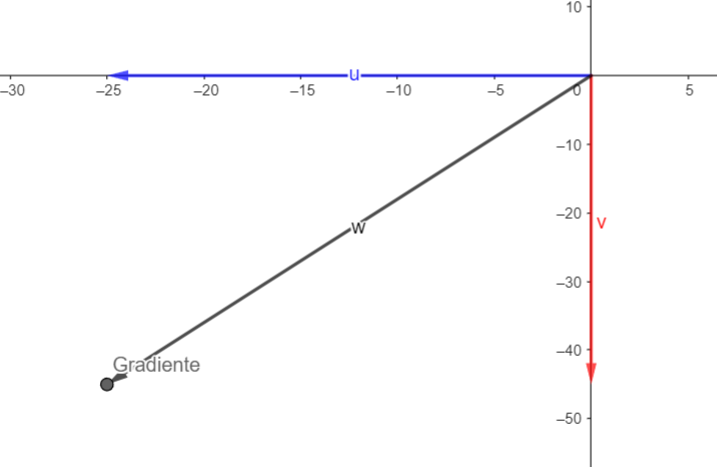 10
u
–30 –25 –20 –15 –10 –5 0 5
–10
–20
v
w
–30
–40
Gradiente
–50